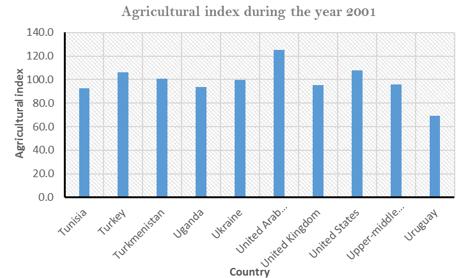 Agricultural index during the year 2001
Agricultural index
140.0
120.0
100.0
80.0
60.0
40.0
20.0
0.0
Tunisia
Turkey
Turkmenistan
Uganda
Ukraine
United Arab...
United Kingdom
United States
Upper-middle...
Uruguay
Country